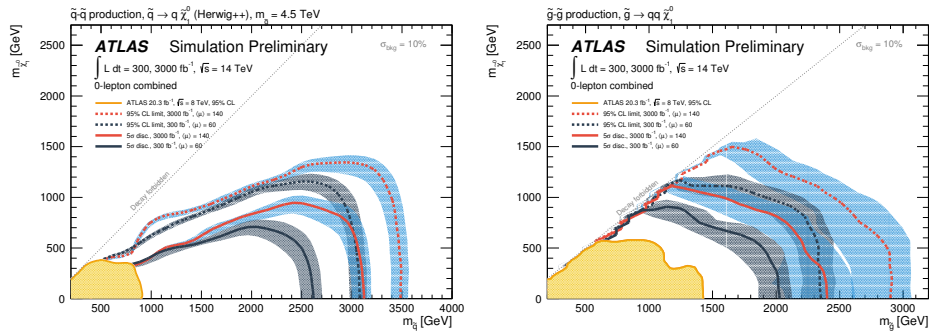 q̃-q̃ production, q̃ → q χ̃₁⁰ (Herwig++), m_g̃ = 4.5 TeV
m_χ̃₁⁰ [GeV]
2500
2000
1500
1000
500
0
ATLAS Simulation Preliminary
∫ L dt = 300, 3000 fb⁻¹, √s = 14 TeV
0-lepton combined
σ_bkg = 10%
ATLAS 20.3 fb⁻¹, √s = 8 TeV, 95% CL
95% CL limit, 3000 fb⁻¹, ⟨μ⟩ = 140
95% CL limit, 300 fb⁻¹, ⟨μ⟩ = 60
5σ disc., 3000 fb⁻¹, ⟨μ⟩ = 140
5σ disc., 300 fb⁻¹, ⟨μ⟩ = 60
Decay forbidden
500 1000 1500 2000 2500 3000 3500 4000
m_q̃ [GeV]
g̃-g̃ production, g̃ → qq χ̃₁⁰
m_χ̃₁⁰ [GeV]
2500
2000
1500
1000
500
0
ATLAS Simulation Preliminary
∫ L dt = 300, 3000 fb⁻¹, √s = 14 TeV
0-lepton combined
σ_bkg = 10%
ATLAS 20.3 fb⁻¹, √s = 8 TeV, 95% CL
95% CL limit, 3000 fb⁻¹, ⟨μ⟩ = 140
95% CL limit, 300 fb⁻¹, ⟨μ⟩ = 60
5σ disc., 3000 fb⁻¹, ⟨μ⟩ = 140
5σ disc., 300 fb⁻¹, ⟨μ⟩ = 60
Decay forbidden
500 1000 1500 2000 2500 3000
m_g̃ [GeV]